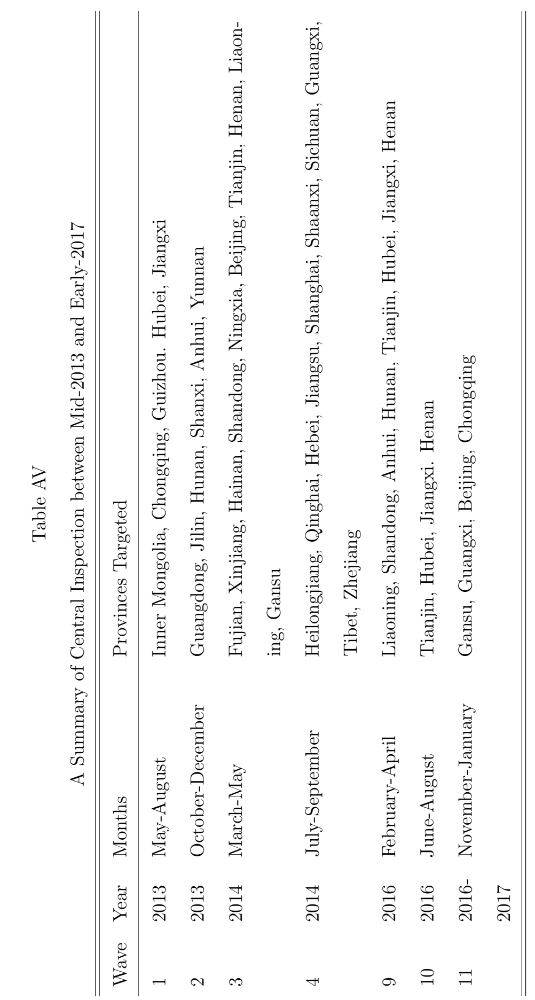 Table AV
A Summary of Central Inspection between Mid-2013 and Early-2017
Wave Year Months Provinces Targeted
1 2013 May-August Inner Mongolia, Chongqing, Guizhou. Hubei, Jiangxi
2 2013 October-December Guangdong, Jilin, Hunan, Shanxi, Anhui, Yunnan
3 2014 March-May Fujian, Xinjiang, Hainan, Shandong, Ningxia, Beijing, Tianjin, Henan, Liaon-
ing, Gansu
4 2014 July-September Heilongjiang, Qinghai, Hebei, Jiangsu, Shanghai, Shaanxi, Sichuan, Guangxi,
Tibet, Zhejiang
9 2016 February-April Liaoning, Shandong, Anhui, Hunan, Tianjin, Hubei, Jiangxi, Henan
10 2016 June-August Tianjin, Hubei, Jiangxi. Henan
11 2016- November-January Gansu, Guangxi, Beijing, Chongqing
2017